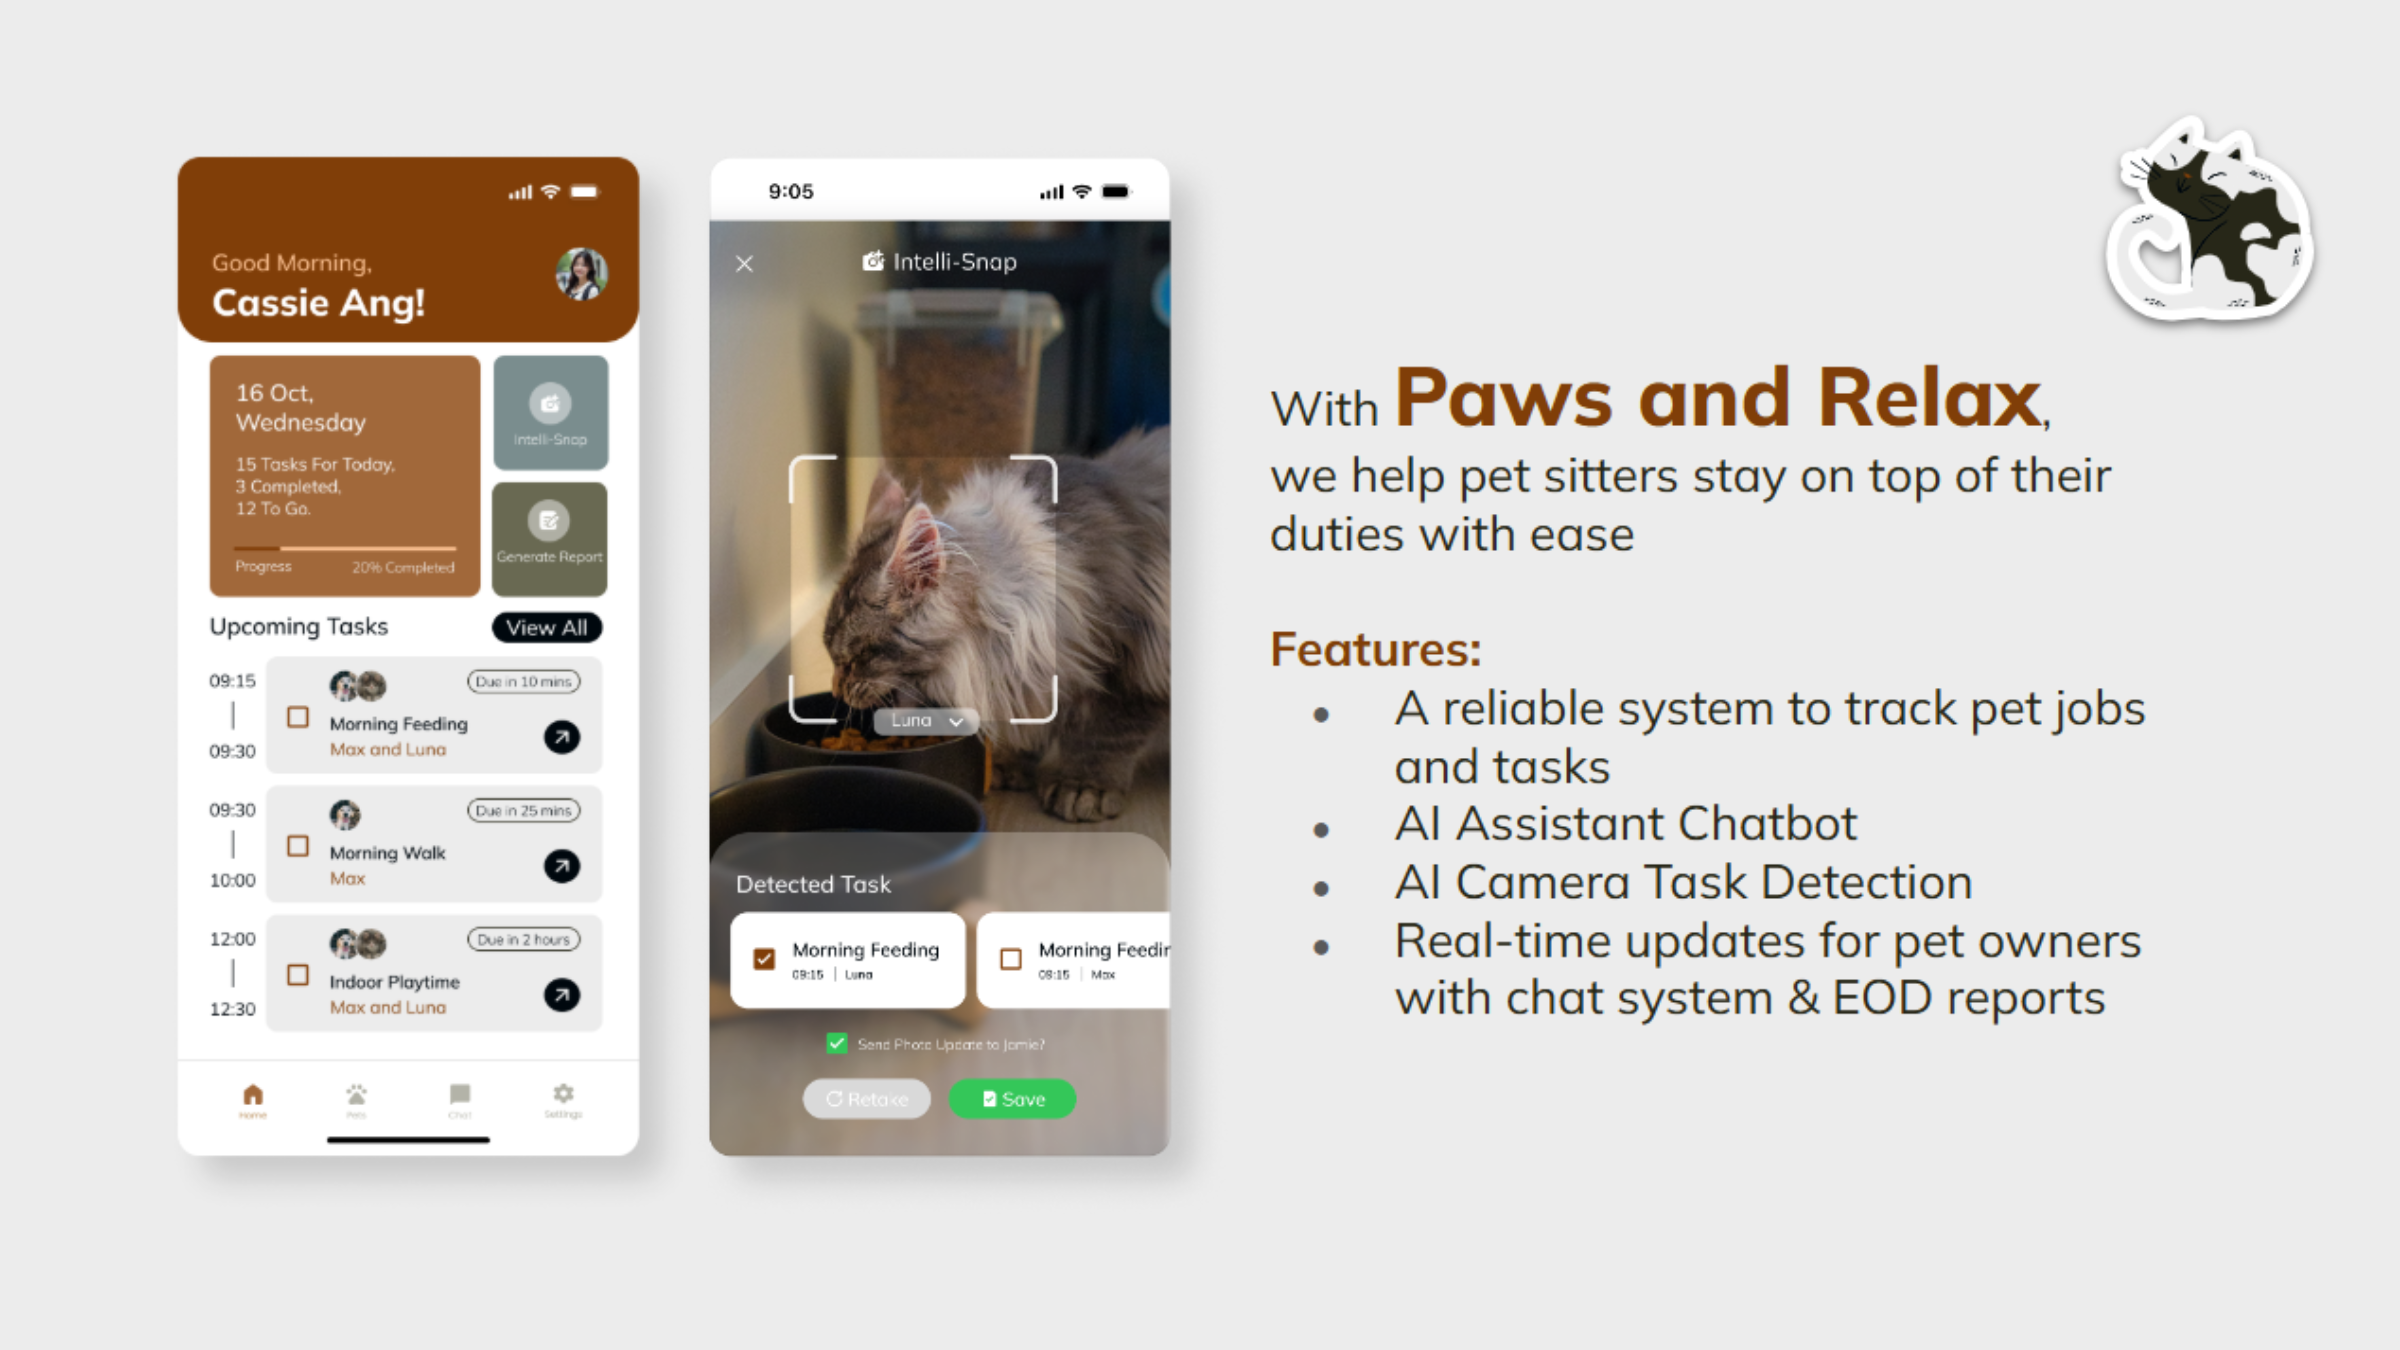 Good Morning,
Cassie Ang!
16 Oct,
Wednesday
15 Tasks For Today,
3 Completed,
12 To Go.
Progress 20% Completed
Intelli-Snap
Generate Report
Upcoming Tasks View All
09:15
09:30
Due in 10 mins
Morning Feeding
Max and Luna
09:30
10:00
Due in 25 mins
Morning Walk
Max
12:00
12:30
Due in 2 hours
Indoor Playtime
Max and Luna
Home Pets Chat Settings
9:05
Intelli-Snap
Luna
Detected Task
Morning Feeding
09:15 | Luna
Morning Feedin
09:15 | Max
Send Photo Update to Jamie?
Retake Save
With Paws and Relax,
we help pet sitters stay on top of their
duties with ease
Features:
• A reliable system to track pet jobs
and tasks
• AI Assistant Chatbot
• AI Camera Task Detection
• Real-time updates for pet owners
with chat system & EOD reports